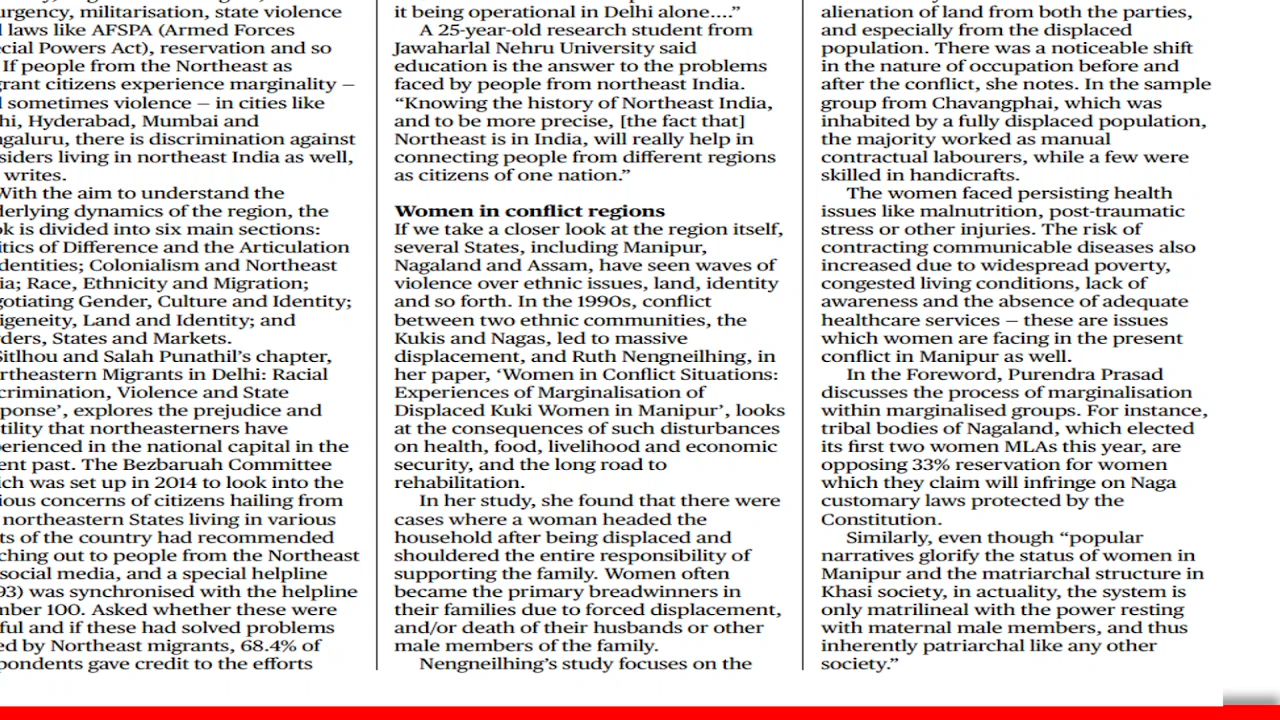 urgency, militarisation, state violence
laws like AFSPA (Armed Forces
ecial Powers Act), reservation and so
If people from the Northeast as
grant citizens experience marginality –
sometimes violence – in cities like
hi, Hyderabad, Mumbai and
ngaluru, there is discrimination against
siders living in northeast India as well,
writes.
With the aim to understand the
derlying dynamics of the region, the
ok is divided into six main sections:
itics of Difference and the Articulation
dentities; Colonialism and Northeast
ia; Race, Ethnicity and Migration;
gotiating Gender, Culture and Identity;
igeneity, Land and Identity; and
ders, States and Markets.
Sitlhou and Salah Punathil’s chapter,
rtheastern Migrants in Delhi: Racial
crimination, Violence and State
ponse’, explores the prejudice and
tility that northeasterners have
perienced in the national capital in the
ent past. The Bezbaruah Committee
ich was set up in 2014 to look into the
ious concerns of citizens hailing from
northeastern States living in various
ts of the country had recommended
ching out to people from the Northeast
social media, and a special helpline
93) was synchronised with the helpline
mber 100. Asked whether these were
ful and if these had solved problems
ed by Northeast migrants, 68.4% of
pondents gave credit to the efforts
it being operational in Delhi alone....”
A 25-year-old research student from
Jawaharlal Nehru University said
education is the answer to the problems
faced by people from northeast India.
“Knowing the history of Northeast India,
and to be more precise, [the fact that]
Northeast is in India, will really help in
connecting people from different regions
as citizens of one nation.”
Women in conflict regions
If we take a closer look at the region itself,
several States, including Manipur,
Nagaland and Assam, have seen waves of
violence over ethnic issues, land, identity
and so forth. In the 1990s, conflict
between two ethnic communities, the
Kukis and Nagas, led to massive
displacement, and Ruth Nengneilhing, in
her paper, ‘Women in Conflict Situations:
Experiences of Marginalisation of
Displaced Kuki Women in Manipur’, looks
at the consequences of such disturbances
on health, food, livelihood and economic
security, and the long road to
rehabilitation.
In her study, she found that there were
cases where a woman headed the
household after being displaced and
shouldered the entire responsibility of
supporting the family. Women often
became the primary breadwinners in
their families due to forced displacement,
and/or death of their husbands or other
male members of the family.
Nengneilhing’s study focuses on the
alienation of land from both the parties,
and especially from the displaced
population. There was a noticeable shift
in the nature of occupation before and
after the conflict, she notes. In the sample
group from Chavangphai, which was
inhabited by a fully displaced population,
the majority worked as manual
contractual labourers, while a few were
skilled in handicrafts.
The women faced persisting health
issues like malnutrition, post-traumatic
stress or other injuries. The risk of
contracting communicable diseases also
increased due to widespread poverty,
congested living conditions, lack of
awareness and the absence of adequate
healthcare services – these are issues
which women are facing in the present
conflict in Manipur as well.
In the Foreword, Purendra Prasad
discusses the process of marginalisation
within marginalised groups. For instance,
tribal bodies of Nagaland, which elected
its first two women MLAs this year, are
opposing 33% reservation for women
which they claim will infringe on Naga
customary laws protected by the
Constitution.
Similarly, even though “popular
narratives glorify the status of women in
Manipur and the matriarchal structure in
Khasi society, in actuality, the system is
only matrilineal with the power resting
with maternal male members, and thus
inherently patriarchal like any other
society.”